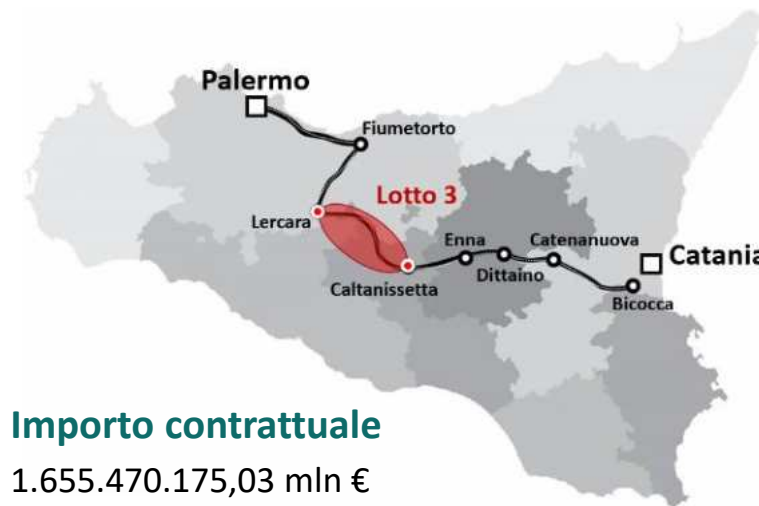 Palermo
Fiumetorto
Lotto 3
Lercara
Enna
Catenanuova
Catania
Caltanissetta
Dittaino
Bicocca
Importo contrattuale
1.655.470.175,03 mln €